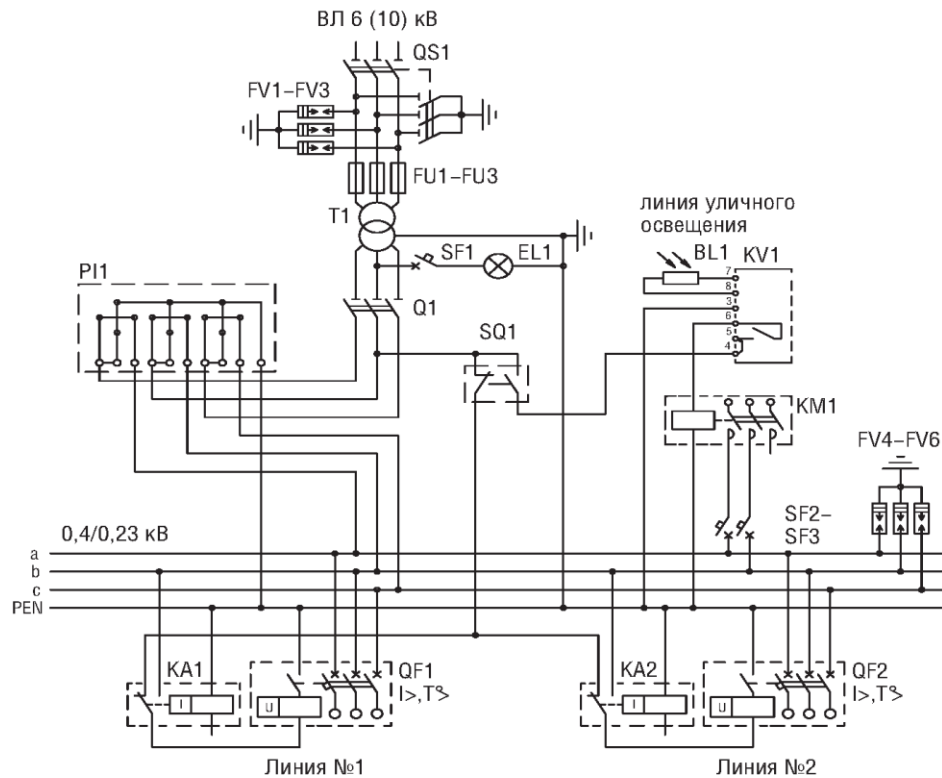 ВЛ 6 (10) кВ
QS1
FV1–FV3
FU1–FU3
T1
линия уличного
освещения
SF1
EL1
BL1
KV1
PI1
7
8
3
6
5
4
Q1
SQ1
KM1
FV4–FV6
SF2–
SF3
0,4/0,23 кВ
a
b
c
PEN
KA1
I
U
QF1
I>,T°>
KA2
I
U
QF2
I>,T°>
Линия №1
Линия №2